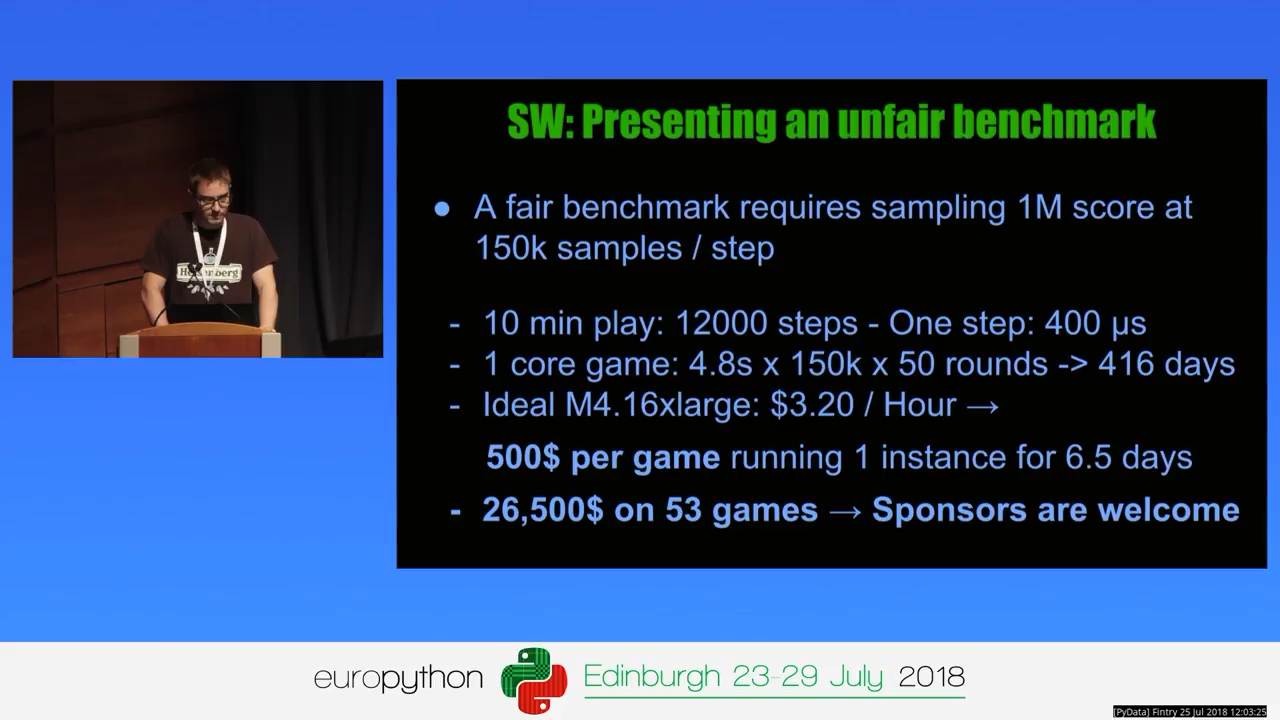 SW: Presenting an unfair benchmark
● A fair benchmark requires sampling 1M score at
150k samples / step
- 10 min play: 12000 steps - One step: 400 µs
- 1 core game: 4.8s x 150k x 50 rounds -> 416 days
- Ideal M4.16xlarge: $3.20 / Hour →
500$ per game running 1 instance for 6.5 days
- 26,500$ on 53 games → Sponsors are welcome
Heisenberg
europython Edinburgh 23-29 July 2018
[PyData] Fintry 25 Jul 2018 12:03:25